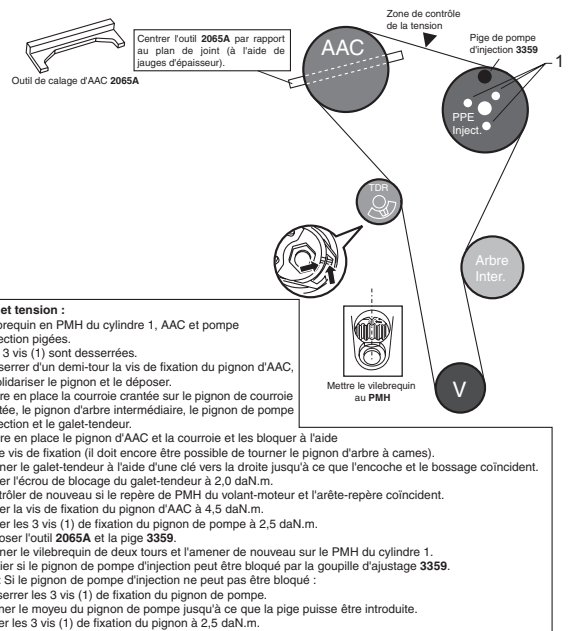 Zone de contrôle
de la tension
Centrer l'outil 2065A par rapport
au plan de joint (à l'aide de
jauges d'épaisseur).
AAC
Pige de pompe
d'injection 3359
1
Outil de calage d'AAC 2065A
PPE
Inject.
TDR
Arbre
Inter.
Mettre le vilebrequin
au PMH
V
et tension :
brequin en PMH du cylindre 1, AAC et pompe
ection pigées.
3 vis (1) sont desserrées.
serrer d'un demi-tour la vis de fixation du pignon d'AAC,
olidariser le pignon et le déposer.
re en place la courroie crantée sur le pignon de courroie
tée, le pignon d'arbre intermédiaire, le pignon de pompe
ection et le galet-tendeur.
re en place le pignon d'AAC et la courroie et les bloquer à l'aide
e vis de fixation (il doit encore être possible de tourner le pignon d'arbre à cames).
ner le galet-tendeur à l'aide d'une clé vers la droite jusqu'à ce que l'encoche et le bossage coïncident.
er l'écrou de blocage du galet-tendeur à 2,0 daN.m.
trôler de nouveau si le repère de PMH du volant-moteur et l'arête-repère coïncident.
er la vis de fixation du pignon d'AAC à 4,5 daN.m.
er les 3 vis (1) de fixation du pignon de pompe à 2,5 daN.m.
oser l'outil 2065A et la pige 3359.
ner le vilebrequin de deux tours et l'amener de nouveau sur le PMH du cylindre 1.
ier si le pignon de pompe d'injection peut être bloqué par la goupille d'ajustage 3359.
: Si le pignon de pompe d'injection ne peut pas être bloqué :
serrer les 3 vis (1) de fixation du pignon de pompe.
ner le moyeu du pignon de pompe jusqu'à ce que la pige puisse être introduite.
er les 3 vis (1) de fixation du pignon à 2,5 daN.m.